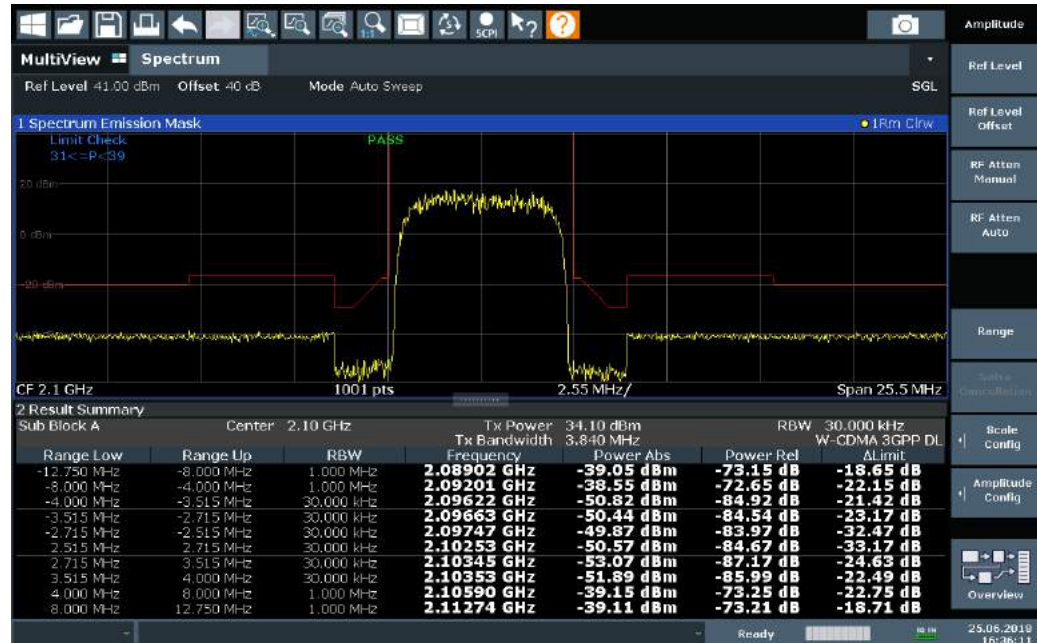 1:1 SCPI ? ?
Amplitude
MultiView Spectrum
Ref Level 41.00 dBm Offset 40 dB Mode Auto Sweep SGL
Ref Level
Ref Level Offset
RF Atten Manual
RF Atten Auto
Range
Scale Config
Amplitude Config
Overview
1 Spectrum Emission Mask 1Rm Clrw
Limit Check PASS
31<=P<39
20 dBm
0 dBm
-20 dBm
CF 2.1 GHz 1001 pts 2.55 MHz/ Span 25.5 MHz
2 Result Summary
Sub Block A Center 2.10 GHz Tx Power 34.10 dBm RBW 30.000 kHz
Tx Bandwidth 3.840 MHz W-CDMA 3GPP DL
Range Low Range Up RBW Frequency Power Abs Power Rel ΔLimit
-12.750 MHz -8.000 MHz 1.000 MHz 2.08902 GHz -39.05 dBm -73.15 dB -18.65 dB
-8.000 MHz -4.000 MHz 1.000 MHz 2.09201 GHz -38.55 dBm -72.65 dB -22.15 dB
-4.000 MHz -3.515 MHz 30.000 kHz 2.09622 GHz -50.82 dBm -84.92 dB -21.42 dB
-3.515 MHz -2.715 MHz 30.000 kHz 2.09663 GHz -50.44 dBm -84.54 dB -23.17 dB
-2.715 MHz -2.515 MHz 30.000 kHz 2.09747 GHz -49.87 dBm -83.97 dB -32.47 dB
2.515 MHz 2.715 MHz 30.000 kHz 2.10253 GHz -50.57 dBm -84.67 dB -33.17 dB
2.715 MHz 3.515 MHz 30.000 kHz 2.10345 GHz -53.07 dBm -87.17 dB -24.63 dB
3.515 MHz 4.000 MHz 30.000 kHz 2.10353 GHz -51.89 dBm -85.99 dB -22.49 dB
4.000 MHz 8.000 MHz 1.000 MHz 2.10590 GHz -39.15 dBm -73.25 dB -22.75 dB
8.000 MHz 12.750 MHz 1.000 MHz 2.11274 GHz -39.11 dBm -73.21 dB -18.71 dB
Ready 25.06.2018
16:36:11